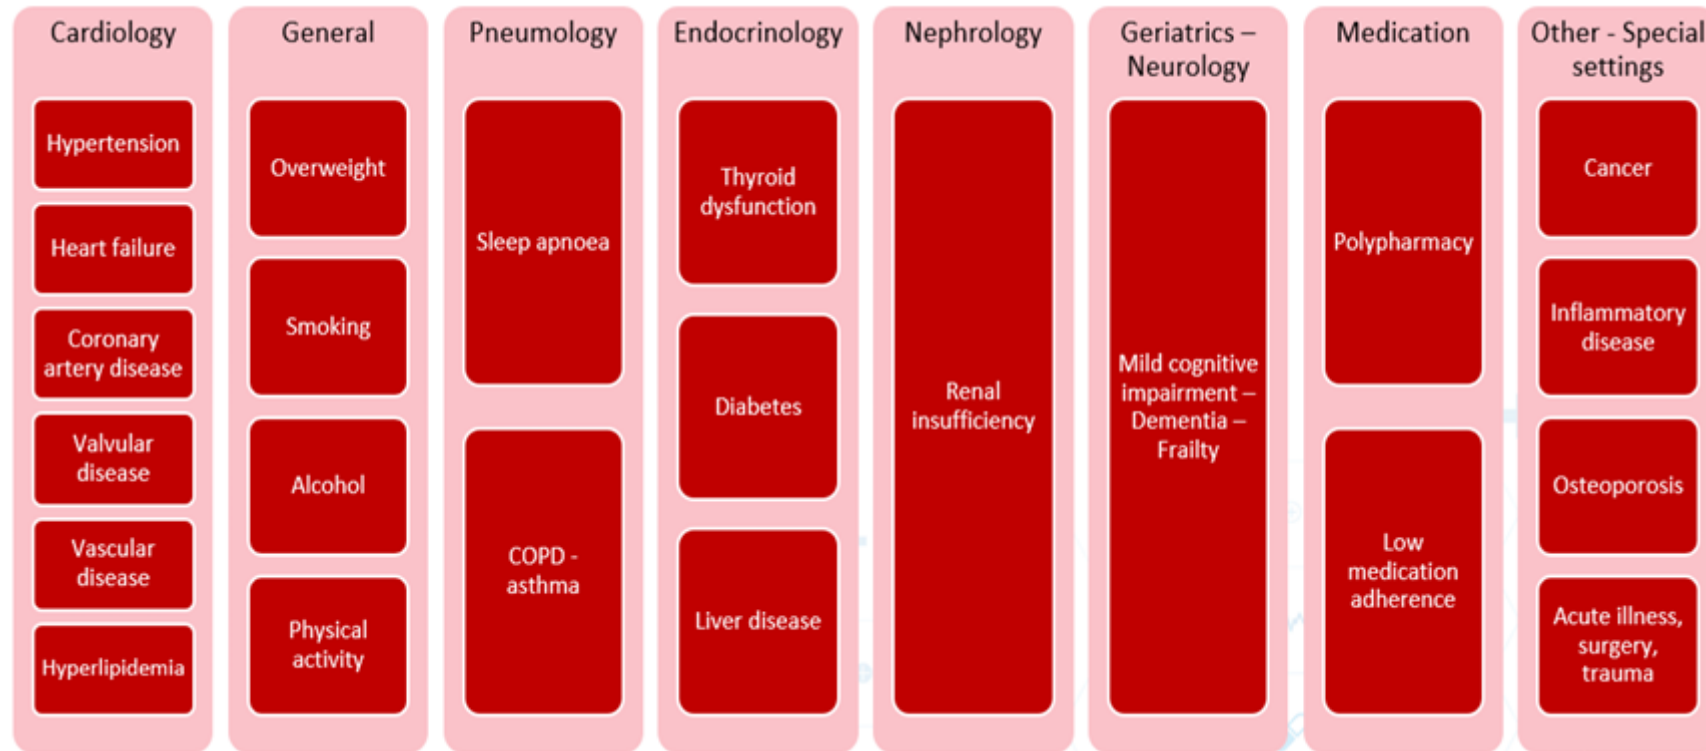 Cardiology
Hypertension
Heart failure
Coronary
artery disease
Valvular
disease
Vascular
disease
Hyperlipidemia
General
Overweight
Smoking
Alcohol
Physical
activity
Pneumology
Sleep apnoea
COPD -
asthma
Endocrinology
Thyroid
dysfunction
Diabetes
Liver disease
Nephrology
Renal
insufficiency
Geriatrics –
Neurology
Mild cognitive
impairment –
Dementia –
Frailty
Medication
Polypharmacy
Low
medication
adherence
Other - Special
settings
Cancer
Inflammatory
disease
Osteoporosis
Acute illness,
surgery,
trauma